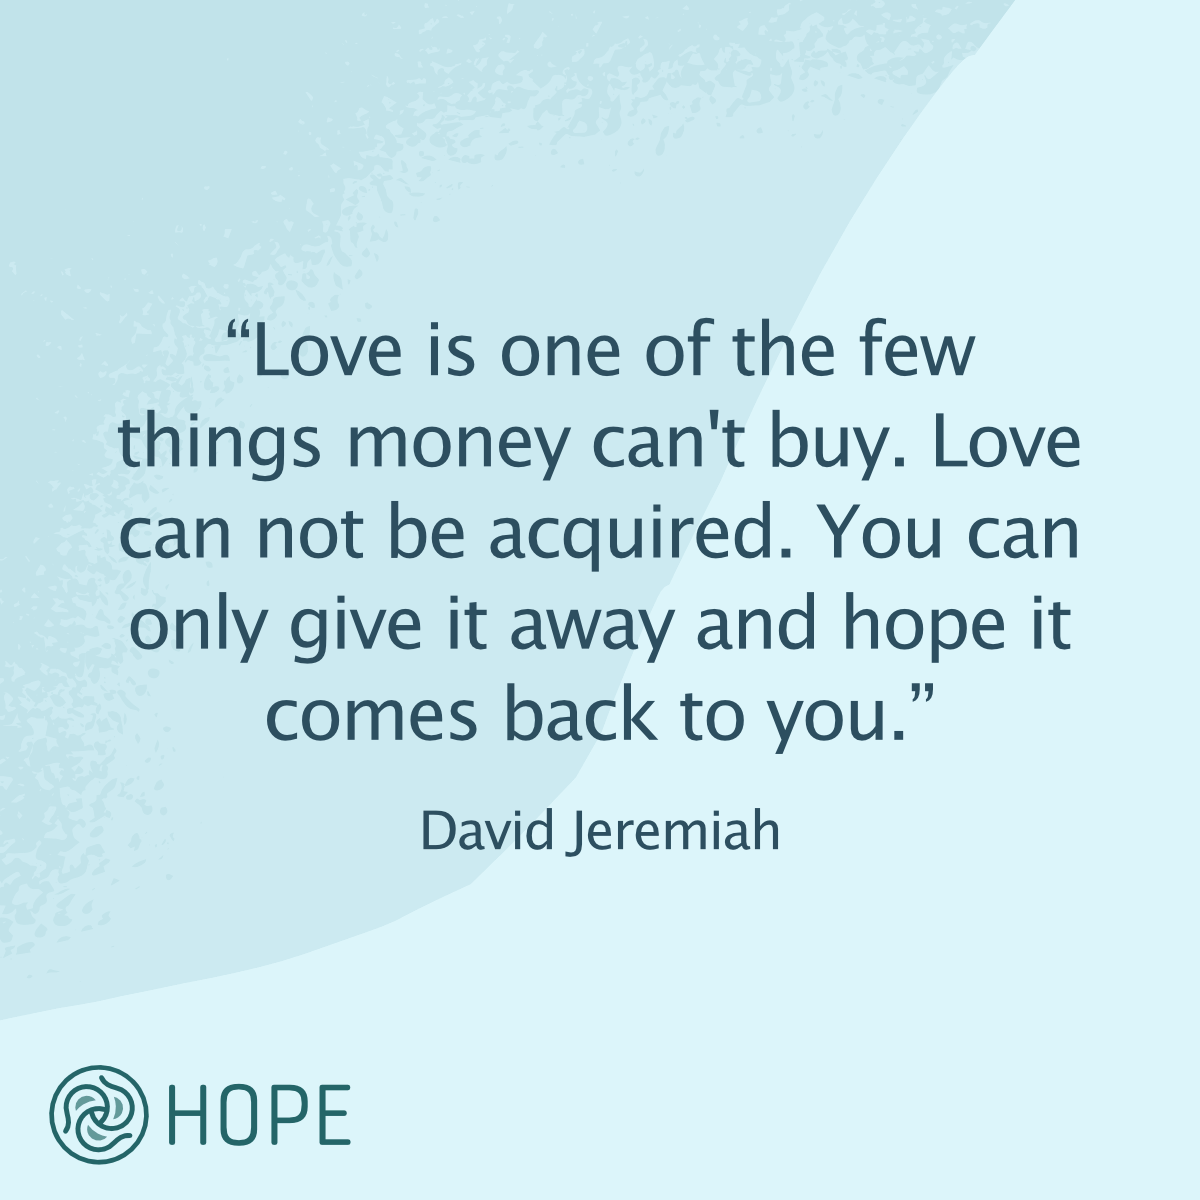 “Love is one of the few
things money can't buy. Love
can not be acquired. You can
only give it away and hope it
comes back to you.”
David Jeremiah
HOPE